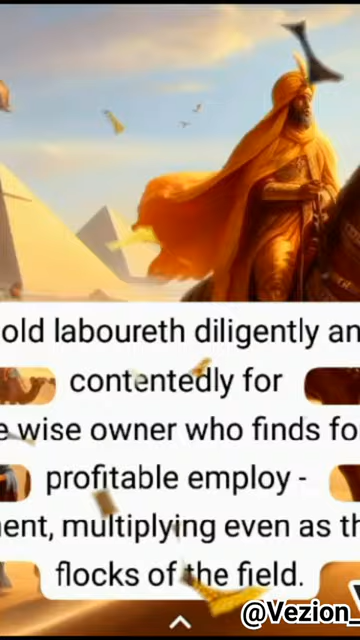 old laboureth diligently an
contentedly for
e wise owner who finds fo
profitable employ -
ent, multiplying even as th
flocks of the field.
@Vezion_